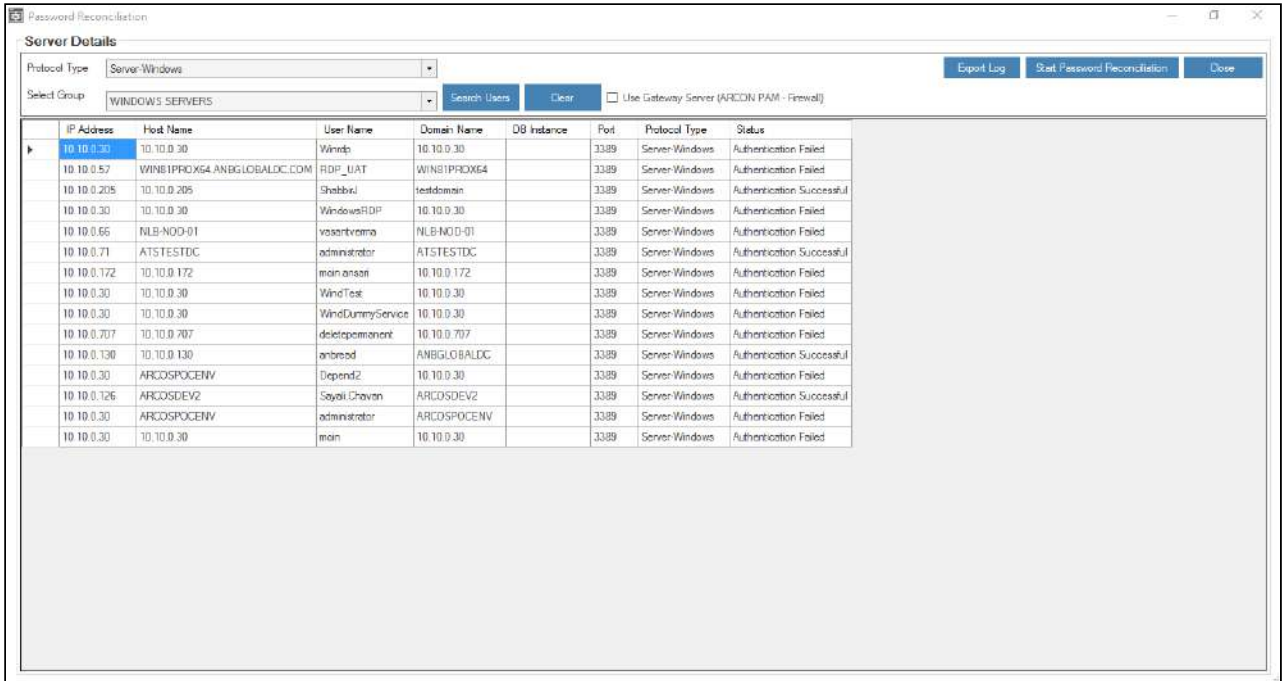 Password Reconciliation
Server Details
Protocol Type Server-Windows Export Log Start Password Reconciliation Close
Select Group WINDOWS SERVERS Search Users Clear Use Gateway Server (ARCON PAM - Firewall)
IP Address Host Name User Name Domain Name DB Instance Port Protocol Type Status
10.10.0.30 10.10.0.30 Winrdp 10.10.0.30 3389 Server-Windows Authentication Failed
10.10.0.57 WIN81PROX64.ANBGLOBALDC.COM RDP_UAT WIN81PROX64 3389 Server-Windows Authentication Failed
10.10.0.205 10.10.0.205 ShabbirJ testdomain 3389 Server-Windows Authentication Successful
10.10.0.30 10.10.0.30 WindowsRDP 10.10.0.30 3389 Server-Windows Authentication Failed
10.10.0.66 NLB-NOD-01 vasantverma NLB-NOD-01 3389 Server-Windows Authentication Failed
10.10.0.71 ATSTESTDC administrator ATSTESTDC 3389 Server-Windows Authentication Successful
10.10.0.172 10.10.0.172 moin.ansari 10.10.0.172 3389 Server-Windows Authentication Failed
10.10.0.30 10.10.0.30 WindTest 10.10.0.30 3389 Server-Windows Authentication Failed
10.10.0.30 10.10.0.30 WindDummyService 10.10.0.30 3389 Server-Windows Authentication Failed
10.10.0.707 10.10.0.707 deletepermanent 10.10.0.707 3389 Server-Windows Authentication Failed
10.10.0.130 10.10.0.130 anbread ANBGLOBALDC 3389 Server-Windows Authentication Successful
10.10.0.30 ARCOSPOCENV Depend2 10.10.0.30 3389 Server-Windows Authentication Failed
10.10.0.126 ARCOSDEV2 Sayali.Chavan ARCOSDEV2 3389 Server-Windows Authentication Successful
10.10.0.30 ARCOSPOCENV administrator ARCOSPOCENV 3389 Server-Windows Authentication Failed
10.10.0.30 10.10.0.30 moin 10.10.0.30 3389 Server-Windows Authentication Failed